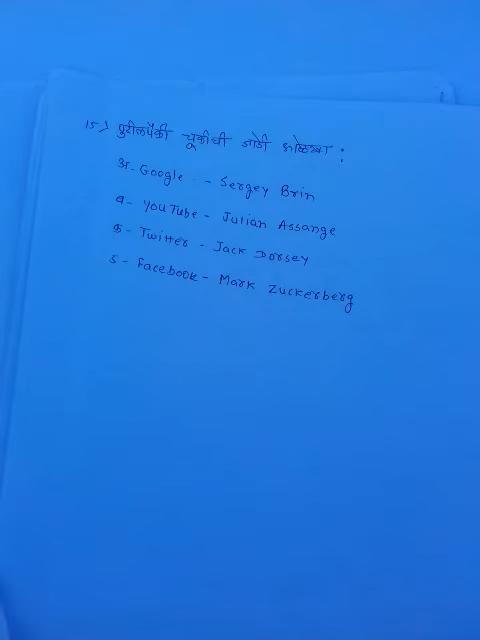 15) पुढीलपैकी चूकीची जोडी ओळखा :
अ- Google - Sergey Brin
ब- YouTube - Julian Assange
क- Twitter - Jack Dorsey
ड- Facebook - Mark Zuckerberg